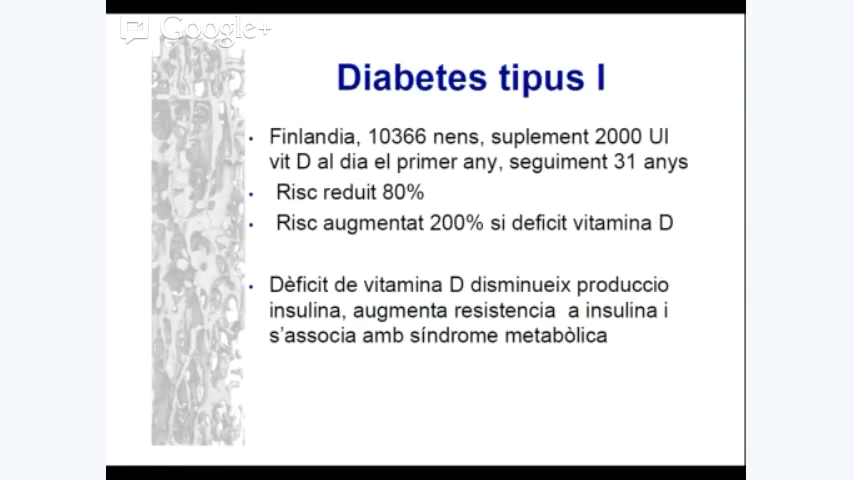 Google+
Diabetes tipus I
Finlandia, 10366 nens, suplement 2000 UI
vit D al dia el primer any, seguiment 31 anys
Risc reduit 80%
Risc augmentat 200% si deficit vitamina D
Dèficit de vitamina D disminueix produccio
insulina, augmenta resistencia a insulina i
s’associa amb síndrome metabòlica